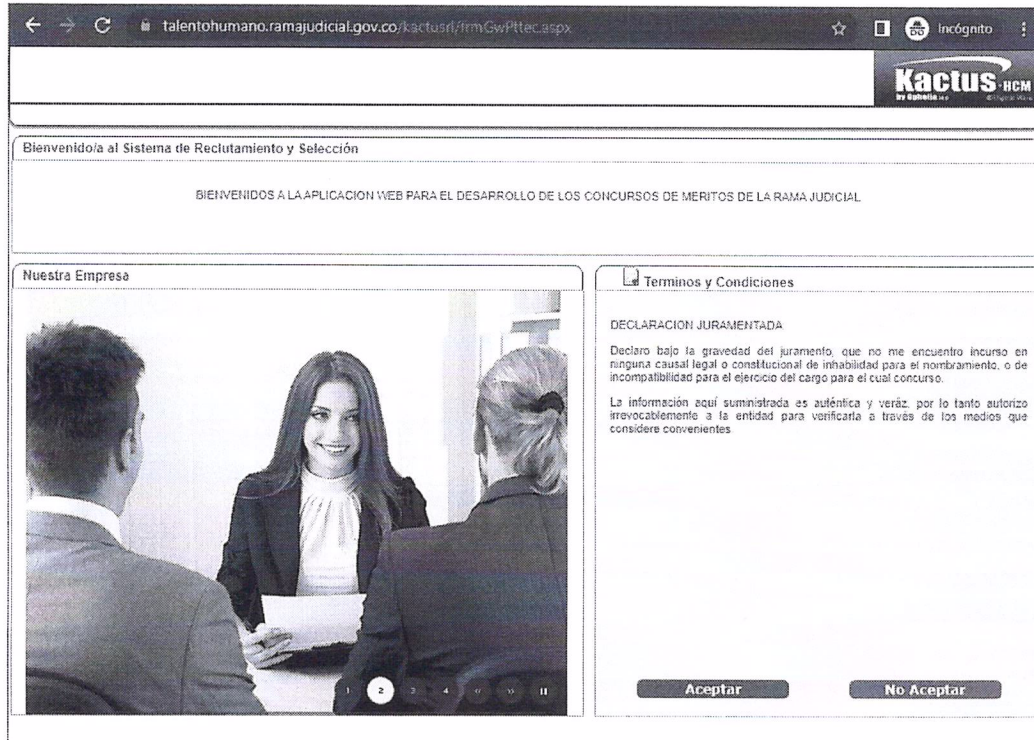 talentohumano.ramajudicial.gov.co/kactusrl/frmGwPttec.aspx
Incógnito
Kactus-HCM
by Ophelia
Bienvenido/a al Sistema de Reclutamiento y Selección
BIENVENIDOS A LA APLICACION WEB PARA EL DESARROLLO DE LOS CONCURSOS DE MERITOS DE LA RAMA JUDICIAL
Nuestra Empresa
Terminos y Condiciones
DECLARACION JURAMENTADA
Declaro bajo la gravedad del juramento, que no me encuentro incurso en
ninguna causal legal o constitucional de inhabilidad para el nombramiento, o de
incompatibilidad para el ejercicio del cargo para el cual concurso.
La información aquí suministrada es auténtica y veráz, por lo tanto autorizo
irrevocablemente a la entidad para verificarla a través de los medios que
considere convenientes
1 2 3 4
Aceptar
No Aceptar